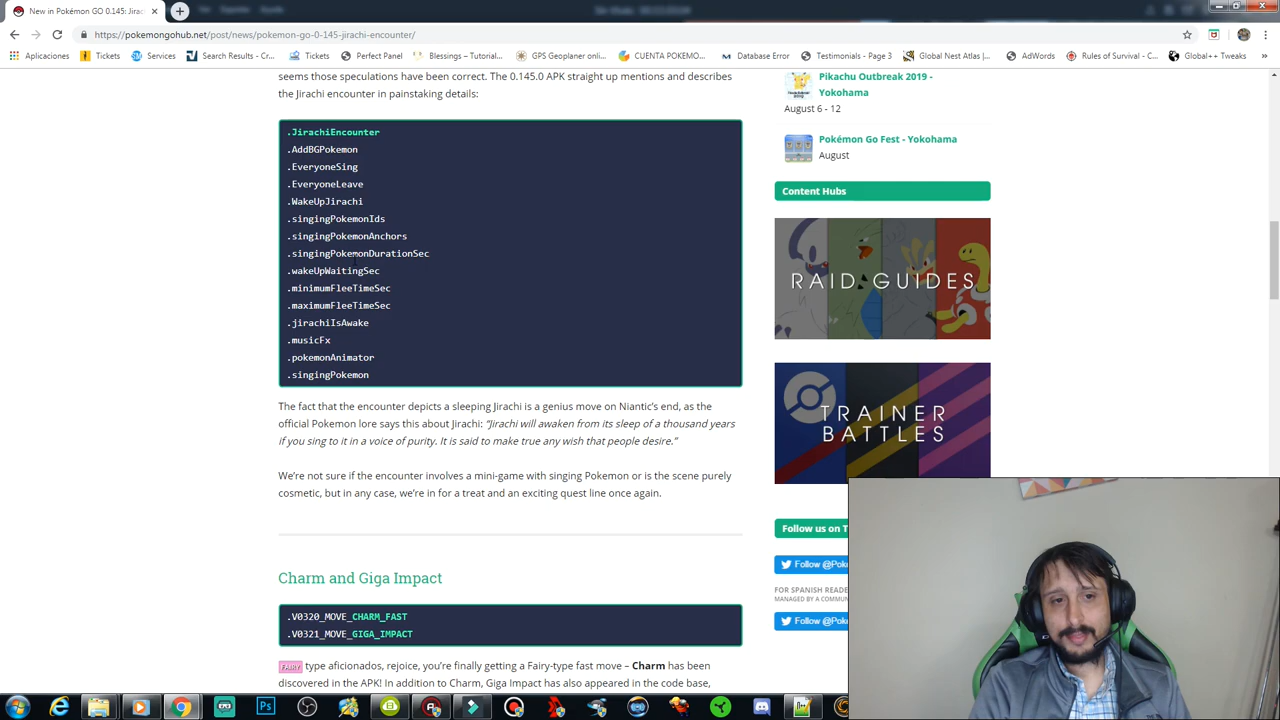 New in Pokémon GO 0.145: Jirac
https://pokemongohub.net/post/news/pokemon-go-0-145-jirachi-encounter/
Aplicaciones
Tickets
Services
Search Results - Cr...
Tickets
Perfect Panel
Blessings – Tutorial...
GPS Geoplaner onlin...
CUENTA POKEMO...
Database Error
Testimonials - Page 3
Global Nest Atlas | ...
AdWords
Rules of Survival - C...
Global++ Tweaks
»
seems those speculations have been correct. The 0.145.0 APK straight up mentions and describes
the Jirachi encounter in painstaking details:
.JirachiEncounter
.AddBGPokemon
.EveryoneSing
.EveryoneLeave
.WakeUpJirachi
.singingPokemonIds
.singingPokemonAnchors
.singingPokemonDurationSec
.wakeUpWaitingSec
.minimumFleeTimeSec
.maximumFleeTimeSec
.jirachiIsAwake
.musicFx
.pokemonAnimator
.singingPokemon
The fact that the encounter depicts a sleeping Jirachi is a genius move on Niantic's end, as the
official Pokemon lore says this about Jirachi: "Jirachi will awaken from its sleep of a thousand years
if you sing to it in a voice of purity. It is said to make true any wish that people desire."
We're not sure if the encounter involves a mini-game with singing Pokemon or is the scene purely
cosmetic, but in any case, we're in for a treat and an exciting quest line once again.
Charm and Giga Impact
.V0320_MOVE_CHARM_FAST
.V0321_MOVE_GIGA_IMPACT
FAIRY type aficionados, rejoice, you're finally getting a Fairy-type fast move – Charm has been
discovered in the APK! In addition to Charm, Giga Impact has also appeared in the code base,
Pikachu Outbreak 2019 -
Yokohama
August 6 - 12
Pokémon Go Fest - Yokohama
August
Content Hubs
RAID GUIDES
TRAINER
BATTLES
Follow us on T
Follow @Poke
FOR SPANISH READE
MANAGED BY A COMMUN
Follow @Poke